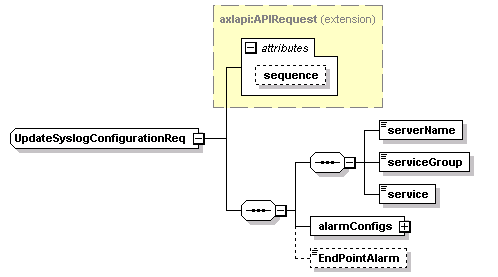 axlapi:APIRequest (extension)
attributes
sequence
UpdateSyslogConfigurationReq
serverName
serviceGroup
service
alarmConfigs
EndPointAlarm